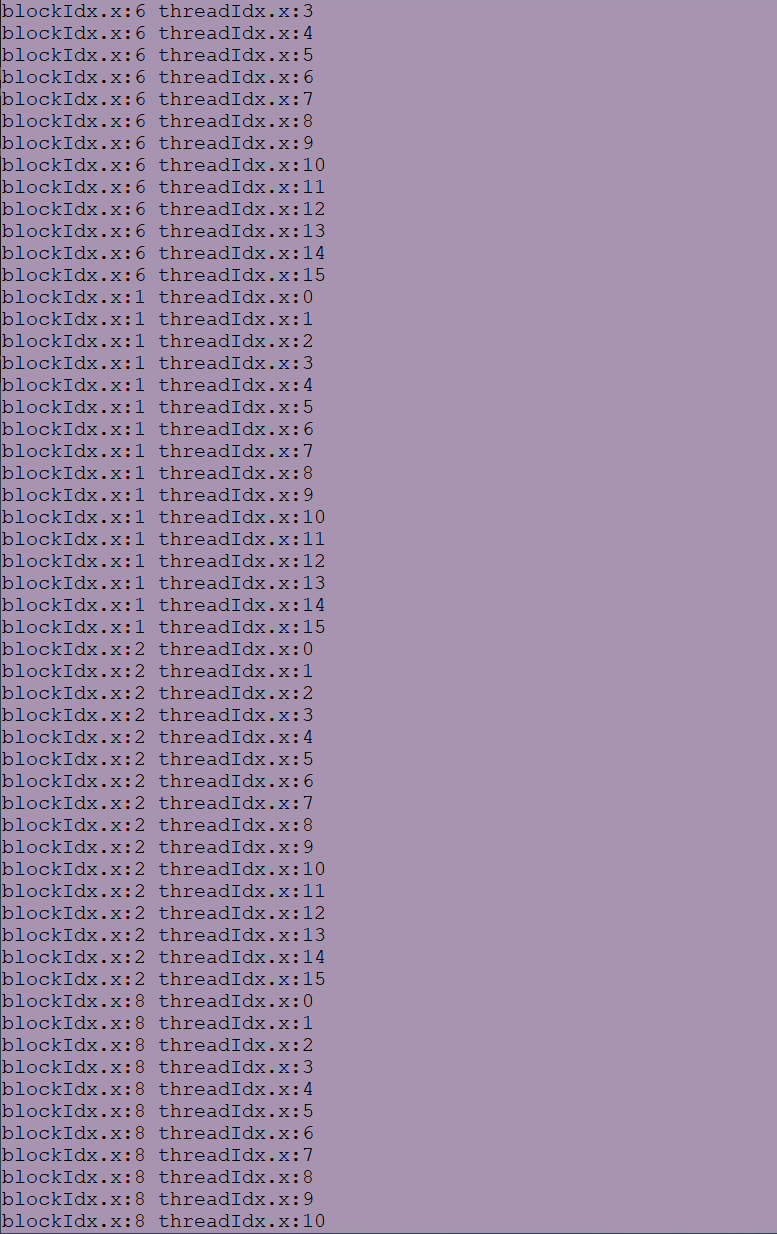 blockIdx.x:6 threadIdx.x:3
blockIdx.x:6 threadIdx.x:4
blockIdx.x:6 threadIdx.x:5
blockIdx.x:6 threadIdx.x:6
blockIdx.x:6 threadIdx.x:7
blockIdx.x:6 threadIdx.x:8
blockIdx.x:6 threadIdx.x:9
blockIdx.x:6 threadIdx.x:10
blockIdx.x:6 threadIdx.x:11
blockIdx.x:6 threadIdx.x:12
blockIdx.x:6 threadIdx.x:13
blockIdx.x:6 threadIdx.x:14
blockIdx.x:6 threadIdx.x:15
blockIdx.x:1 threadIdx.x:0
blockIdx.x:1 threadIdx.x:1
blockIdx.x:1 threadIdx.x:2
blockIdx.x:1 threadIdx.x:3
blockIdx.x:1 threadIdx.x:4
blockIdx.x:1 threadIdx.x:5
blockIdx.x:1 threadIdx.x:6
blockIdx.x:1 threadIdx.x:7
blockIdx.x:1 threadIdx.x:8
blockIdx.x:1 threadIdx.x:9
blockIdx.x:1 threadIdx.x:10
blockIdx.x:1 threadIdx.x:11
blockIdx.x:1 threadIdx.x:12
blockIdx.x:1 threadIdx.x:13
blockIdx.x:1 threadIdx.x:14
blockIdx.x:1 threadIdx.x:15
blockIdx.x:2 threadIdx.x:0
blockIdx.x:2 threadIdx.x:1
blockIdx.x:2 threadIdx.x:2
blockIdx.x:2 threadIdx.x:3
blockIdx.x:2 threadIdx.x:4
blockIdx.x:2 threadIdx.x:5
blockIdx.x:2 threadIdx.x:6
blockIdx.x:2 threadIdx.x:7
blockIdx.x:2 threadIdx.x:8
blockIdx.x:2 threadIdx.x:9
blockIdx.x:2 threadIdx.x:10
blockIdx.x:2 threadIdx.x:11
blockIdx.x:2 threadIdx.x:12
blockIdx.x:2 threadIdx.x:13
blockIdx.x:2 threadIdx.x:14
blockIdx.x:2 threadIdx.x:15
blockIdx.x:8 threadIdx.x:0
blockIdx.x:8 threadIdx.x:1
blockIdx.x:8 threadIdx.x:2
blockIdx.x:8 threadIdx.x:3
blockIdx.x:8 threadIdx.x:4
blockIdx.x:8 threadIdx.x:5
blockIdx.x:8 threadIdx.x:6
blockIdx.x:8 threadIdx.x:7
blockIdx.x:8 threadIdx.x:8
blockIdx.x:8 threadIdx.x:9
blockIdx.x:8 threadIdx.x:10